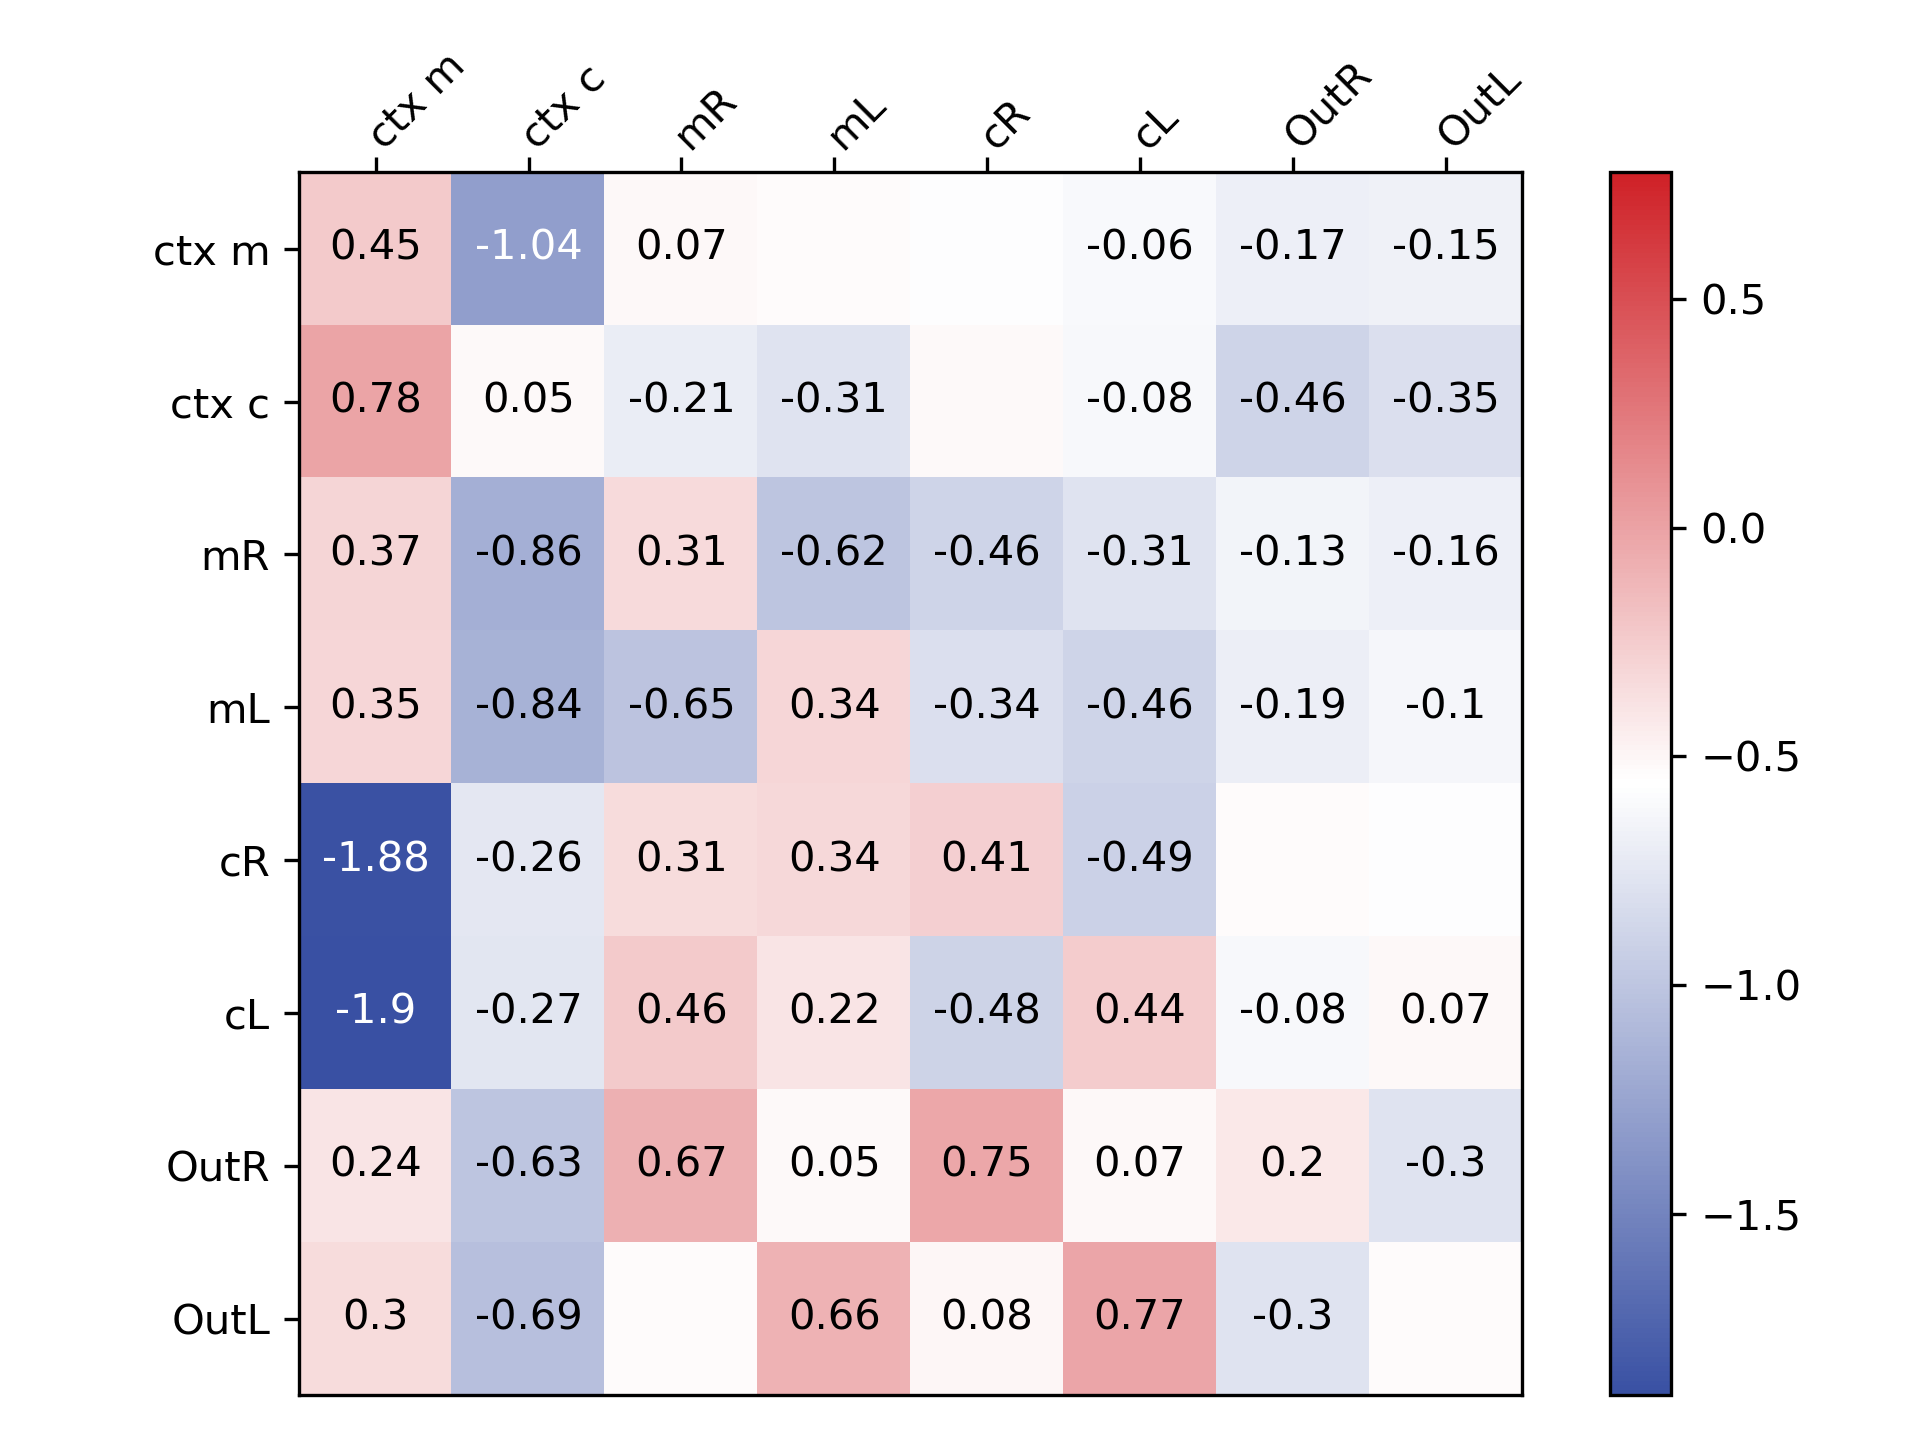 ctx m ctx c mR mL cR cL OutR OutL
ctx m 0.45 -1.04 0.07 -0.06 -0.17 -0.15
ctx c 0.78 0.05 -0.21 -0.31 -0.08 -0.46 -0.35
mR 0.37 -0.86 0.31 -0.62 -0.46 -0.31 -0.13 -0.16
mL 0.35 -0.84 -0.65 0.34 -0.34 -0.46 -0.19 -0.1
cR -1.88 -0.26 0.31 0.34 0.41 -0.49
cL -1.9 -0.27 0.46 0.22 -0.48 0.44 -0.08 0.07
OutR 0.24 -0.63 0.67 0.05 0.75 0.07 0.2 -0.3
OutL 0.3 -0.69 0.66 0.08 0.77 -0.3
0.5
0.0
−0.5
−1.0
−1.5